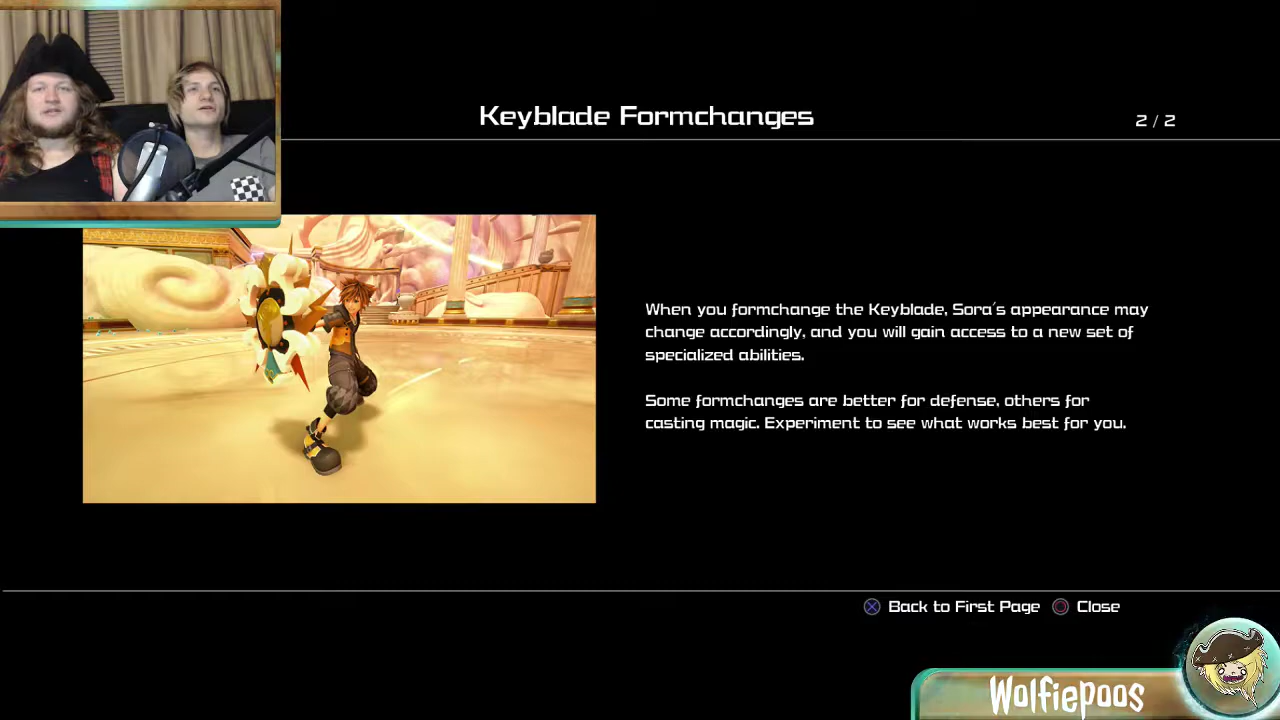 Keyblade Formchanges
2 / 2
When you formchange the Keyblade, Sora's appearance may
change accordingly, and you will gain access to a new set of
specialized abilities.
Some formchanges are better for defense, others for
casting magic. Experiment to see what works best for you.
Back to First Page
Close
Wolfiepoos